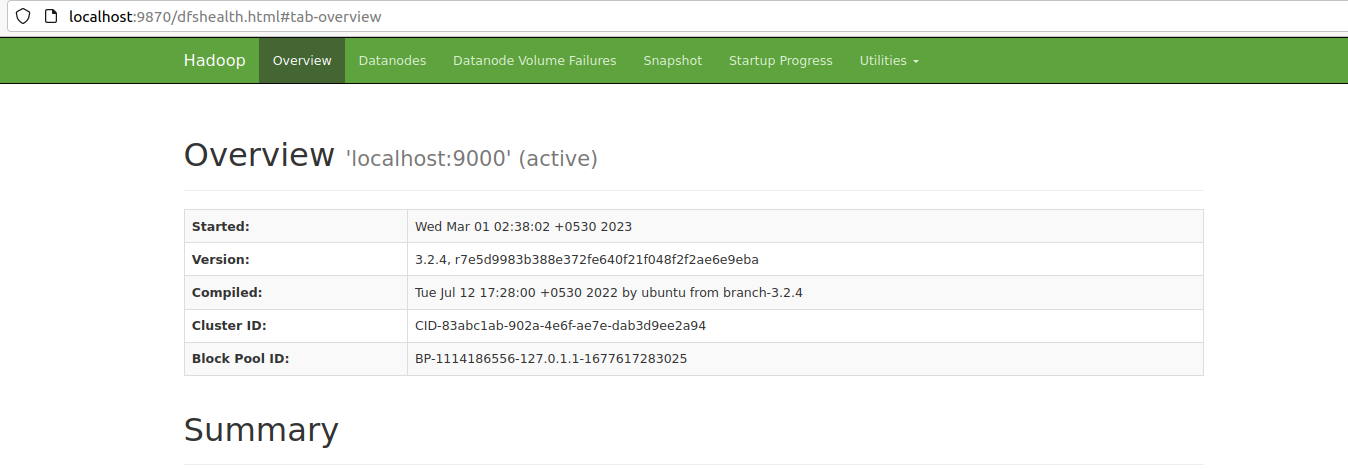 localhost:9870/dfshealth.html#tab-overview
Hadoop Overview Datanodes Datanode Volume Failures Snapshot Startup Progress Utilities
Overview 'localhost:9000' (active)
Started: Wed Mar 01 02:38:02 +0530 2023
Version: 3.2.4, r7e5d9983b388e372fe640f21f048f2f2ae6e9eba
Compiled: Tue Jul 12 17:28:00 +0530 2022 by ubuntu from branch-3.2.4
Cluster ID: CID-83abc1ab-902a-4e6f-ae7e-dab3d9ee2a94
Block Pool ID: BP-1114186556-127.0.1.1-1677617283025
Summary